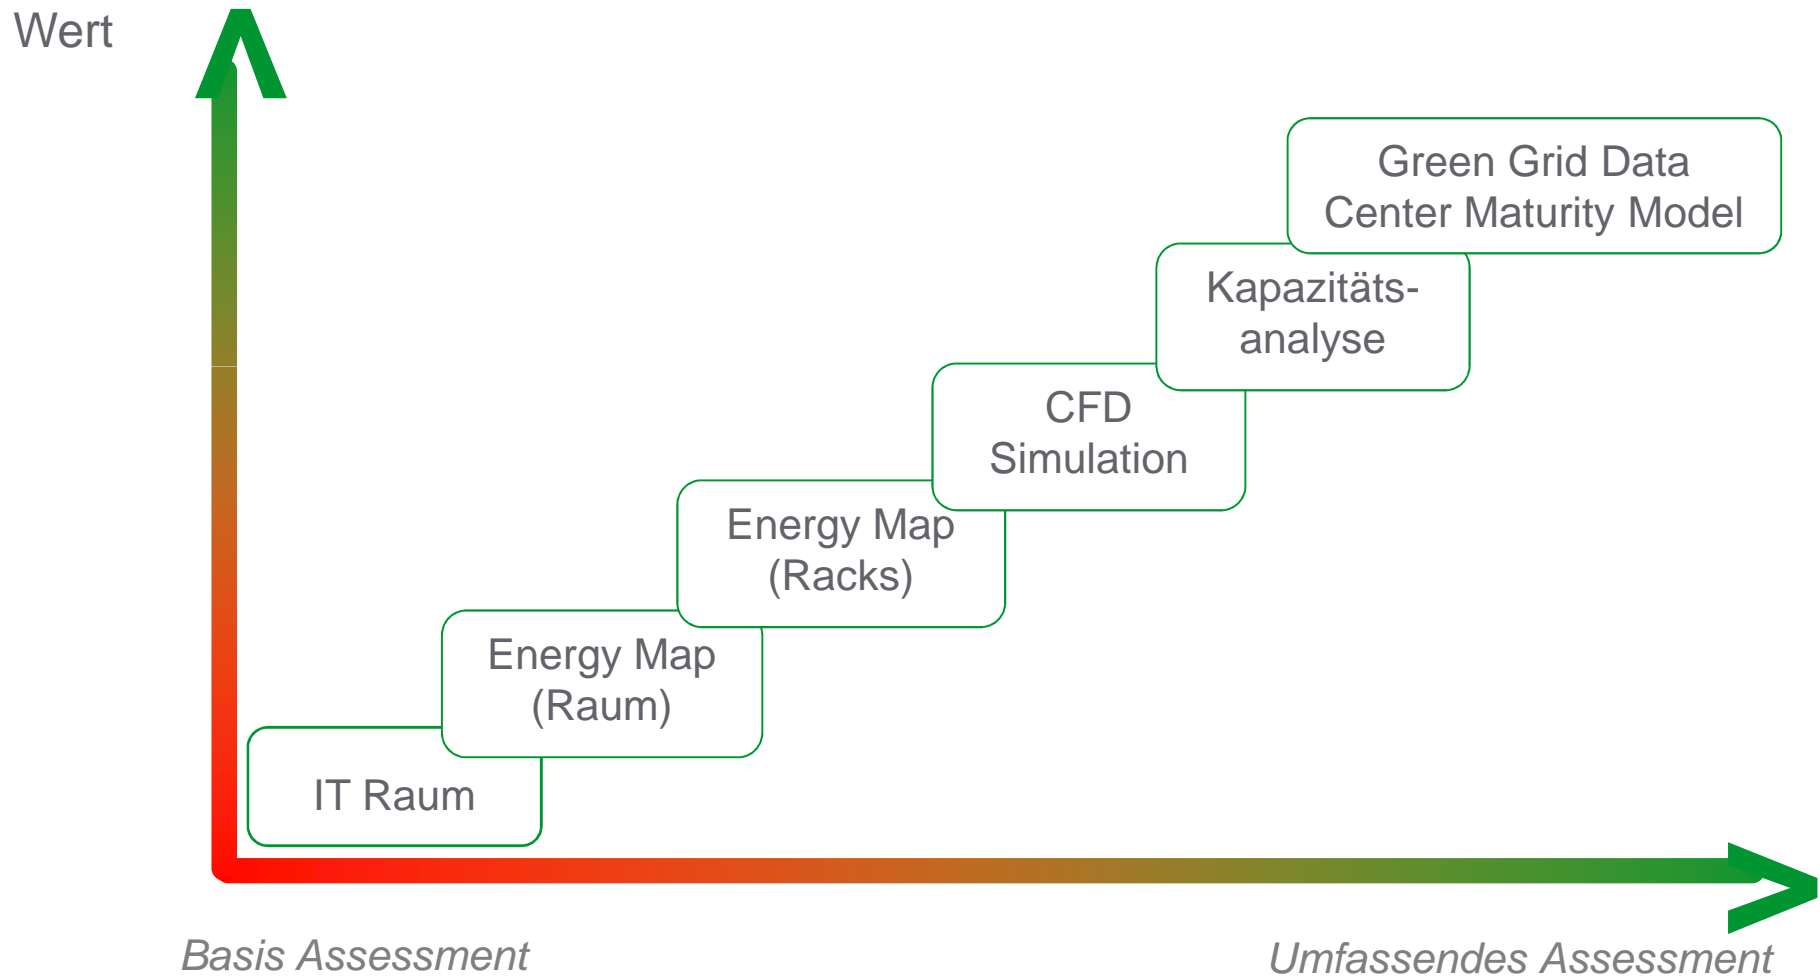 Wert
Green Grid Data
Center Maturity Model
Kapazitäts-
analyse
CFD
Simulation
Energy Map
(Racks)
Energy Map
(Raum)
IT Raum
Basis Assessment
Umfassendes Assessment